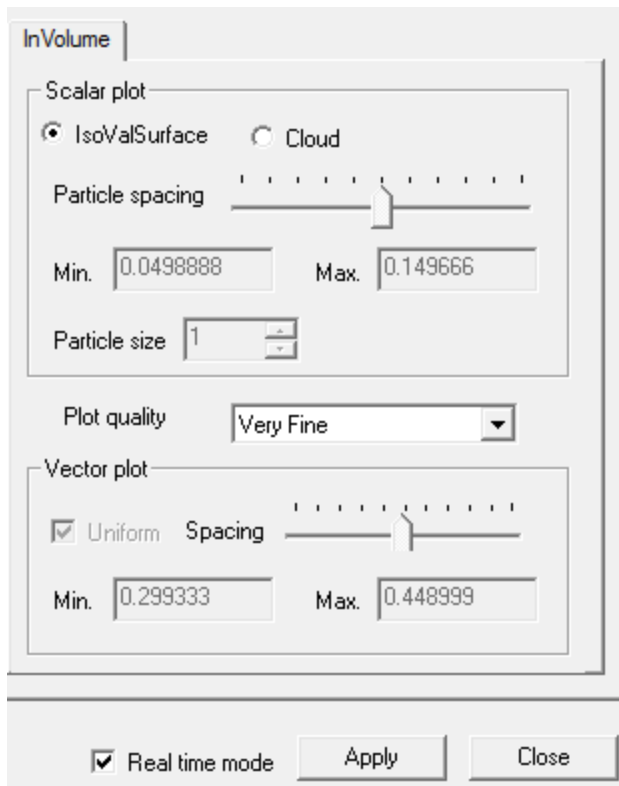 InVolume
Scalar plot
IsoValSurface Cloud
Particle spacing
Min. 0.0498888 Max. 0.149666
Particle size 1
Plot quality Very Fine
Vector plot
Uniform Spacing
Min. 0.299333 Max. 0.448999
Real time mode Apply Close